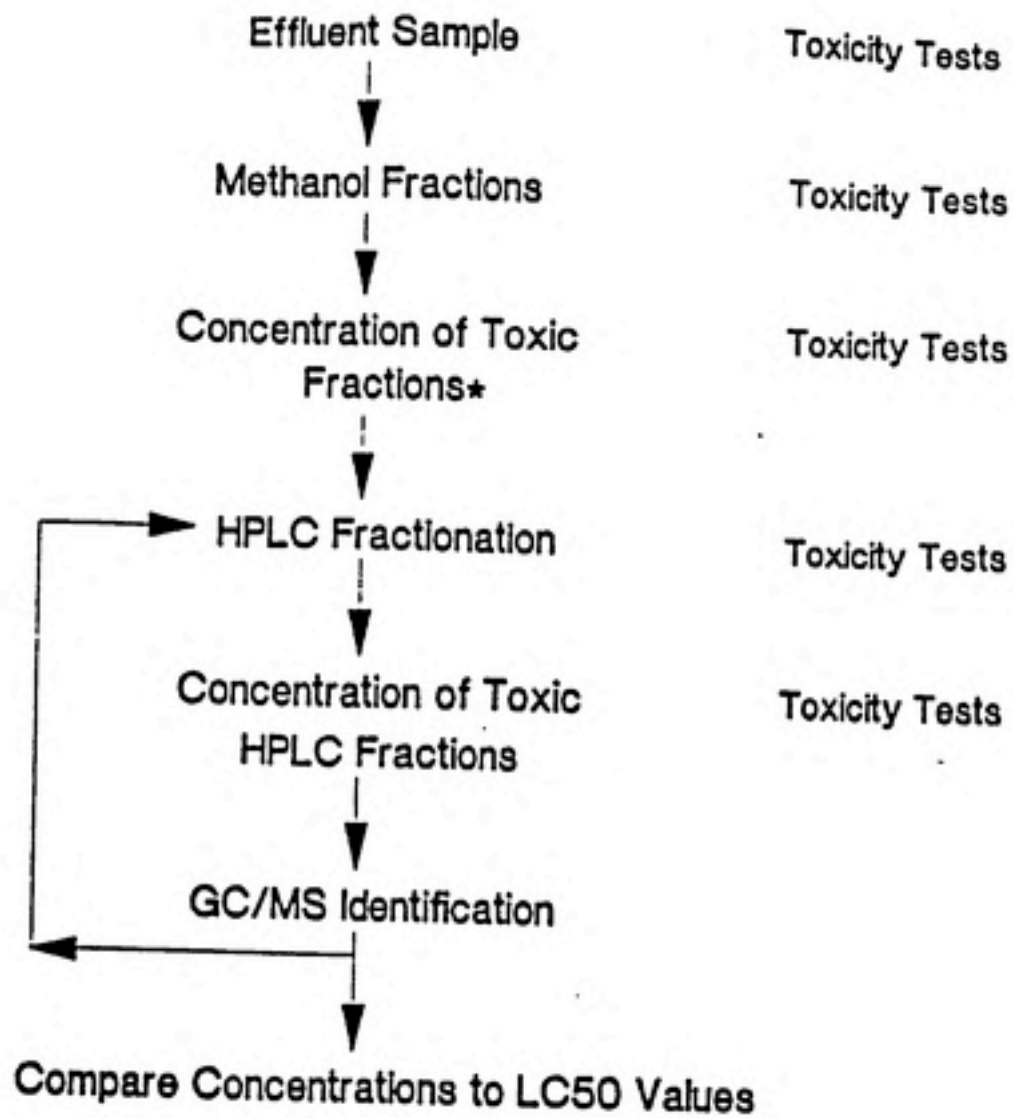 Effluent Sample Toxicity Tests
Methanol Fractions Toxicity Tests
Concentration of Toxic Toxicity Tests
Fractions*
HPLC Fractionation Toxicity Tests
Concentration of Toxic Toxicity Tests
HPLC Fractions
GC/MS Identification
Compare Concentrations to LC50 Values